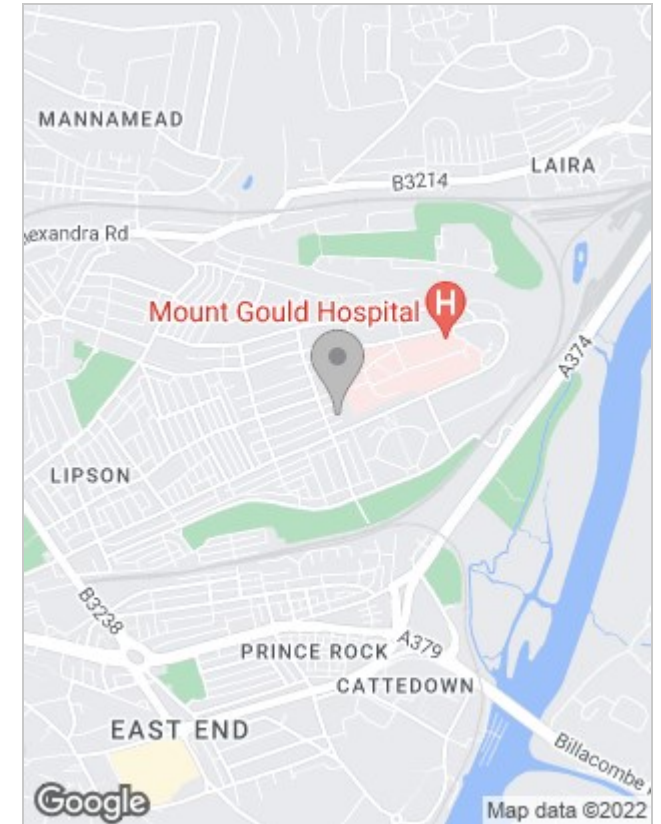 MANNAMEAD
LAIRA
B3214
exandra Rd
Mount Gould Hospital H
A374
LIPSON
B3238
PRINCE ROCK
A379
CATTEDOWN
EAST END
Billacombe
Google
Map data ©2022